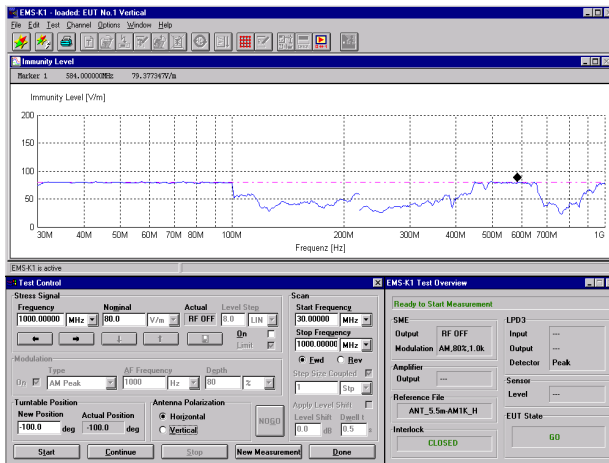 EMS-K1 - loaded: EUT No.1 Vertical
File Edit Test Channel Options Window Help
Immunity Level
Marker 1 584.000000MHz 79.377347V/m
Immunity Level [V/m]
200
150
100
50
0
30M 40M 50M 60M 70M 80M 100M 200M 300M 400M 500M 600M 700M 1G
Frequenz [Hz]
EMS-K1 is active
Test Control
Stress Signal
Frequency Nominal Actual Level Step
1000.00000 MHz 80.0 V/m RF OFF 8.0 LIN
On
Limit
Modulation
Type AF Frequency Depth
On AM Peak 1000 Hz 80 %
Turntable Position
New Position Actual Position
-100.0 deg -100.0 deg
Antenna Polarization
Horizontal
Vertical
NOGO
Scan
Start Frequency
30.00000 MHz
Stop Frequency
1000.00000 MHz
Fwd Rev
Step Size Coupled
1 Stp
Apply Level Shift
Level Shift Dwell t
0.0 dB 0.5 s
Start Continue Stop New Measurement Done
EMS-K1 Test Overview
Ready to Start Measurement
SME
Output RF OFF
Modulation AM,80%,1.0k
Amplifier
Output ---
Reference File
ANT_5.5m-AM1K_H
Interlock
CLOSED
LPD3
Input ---
Output ---
Detector Peak
Sensor
Level ---
EUT State
GO